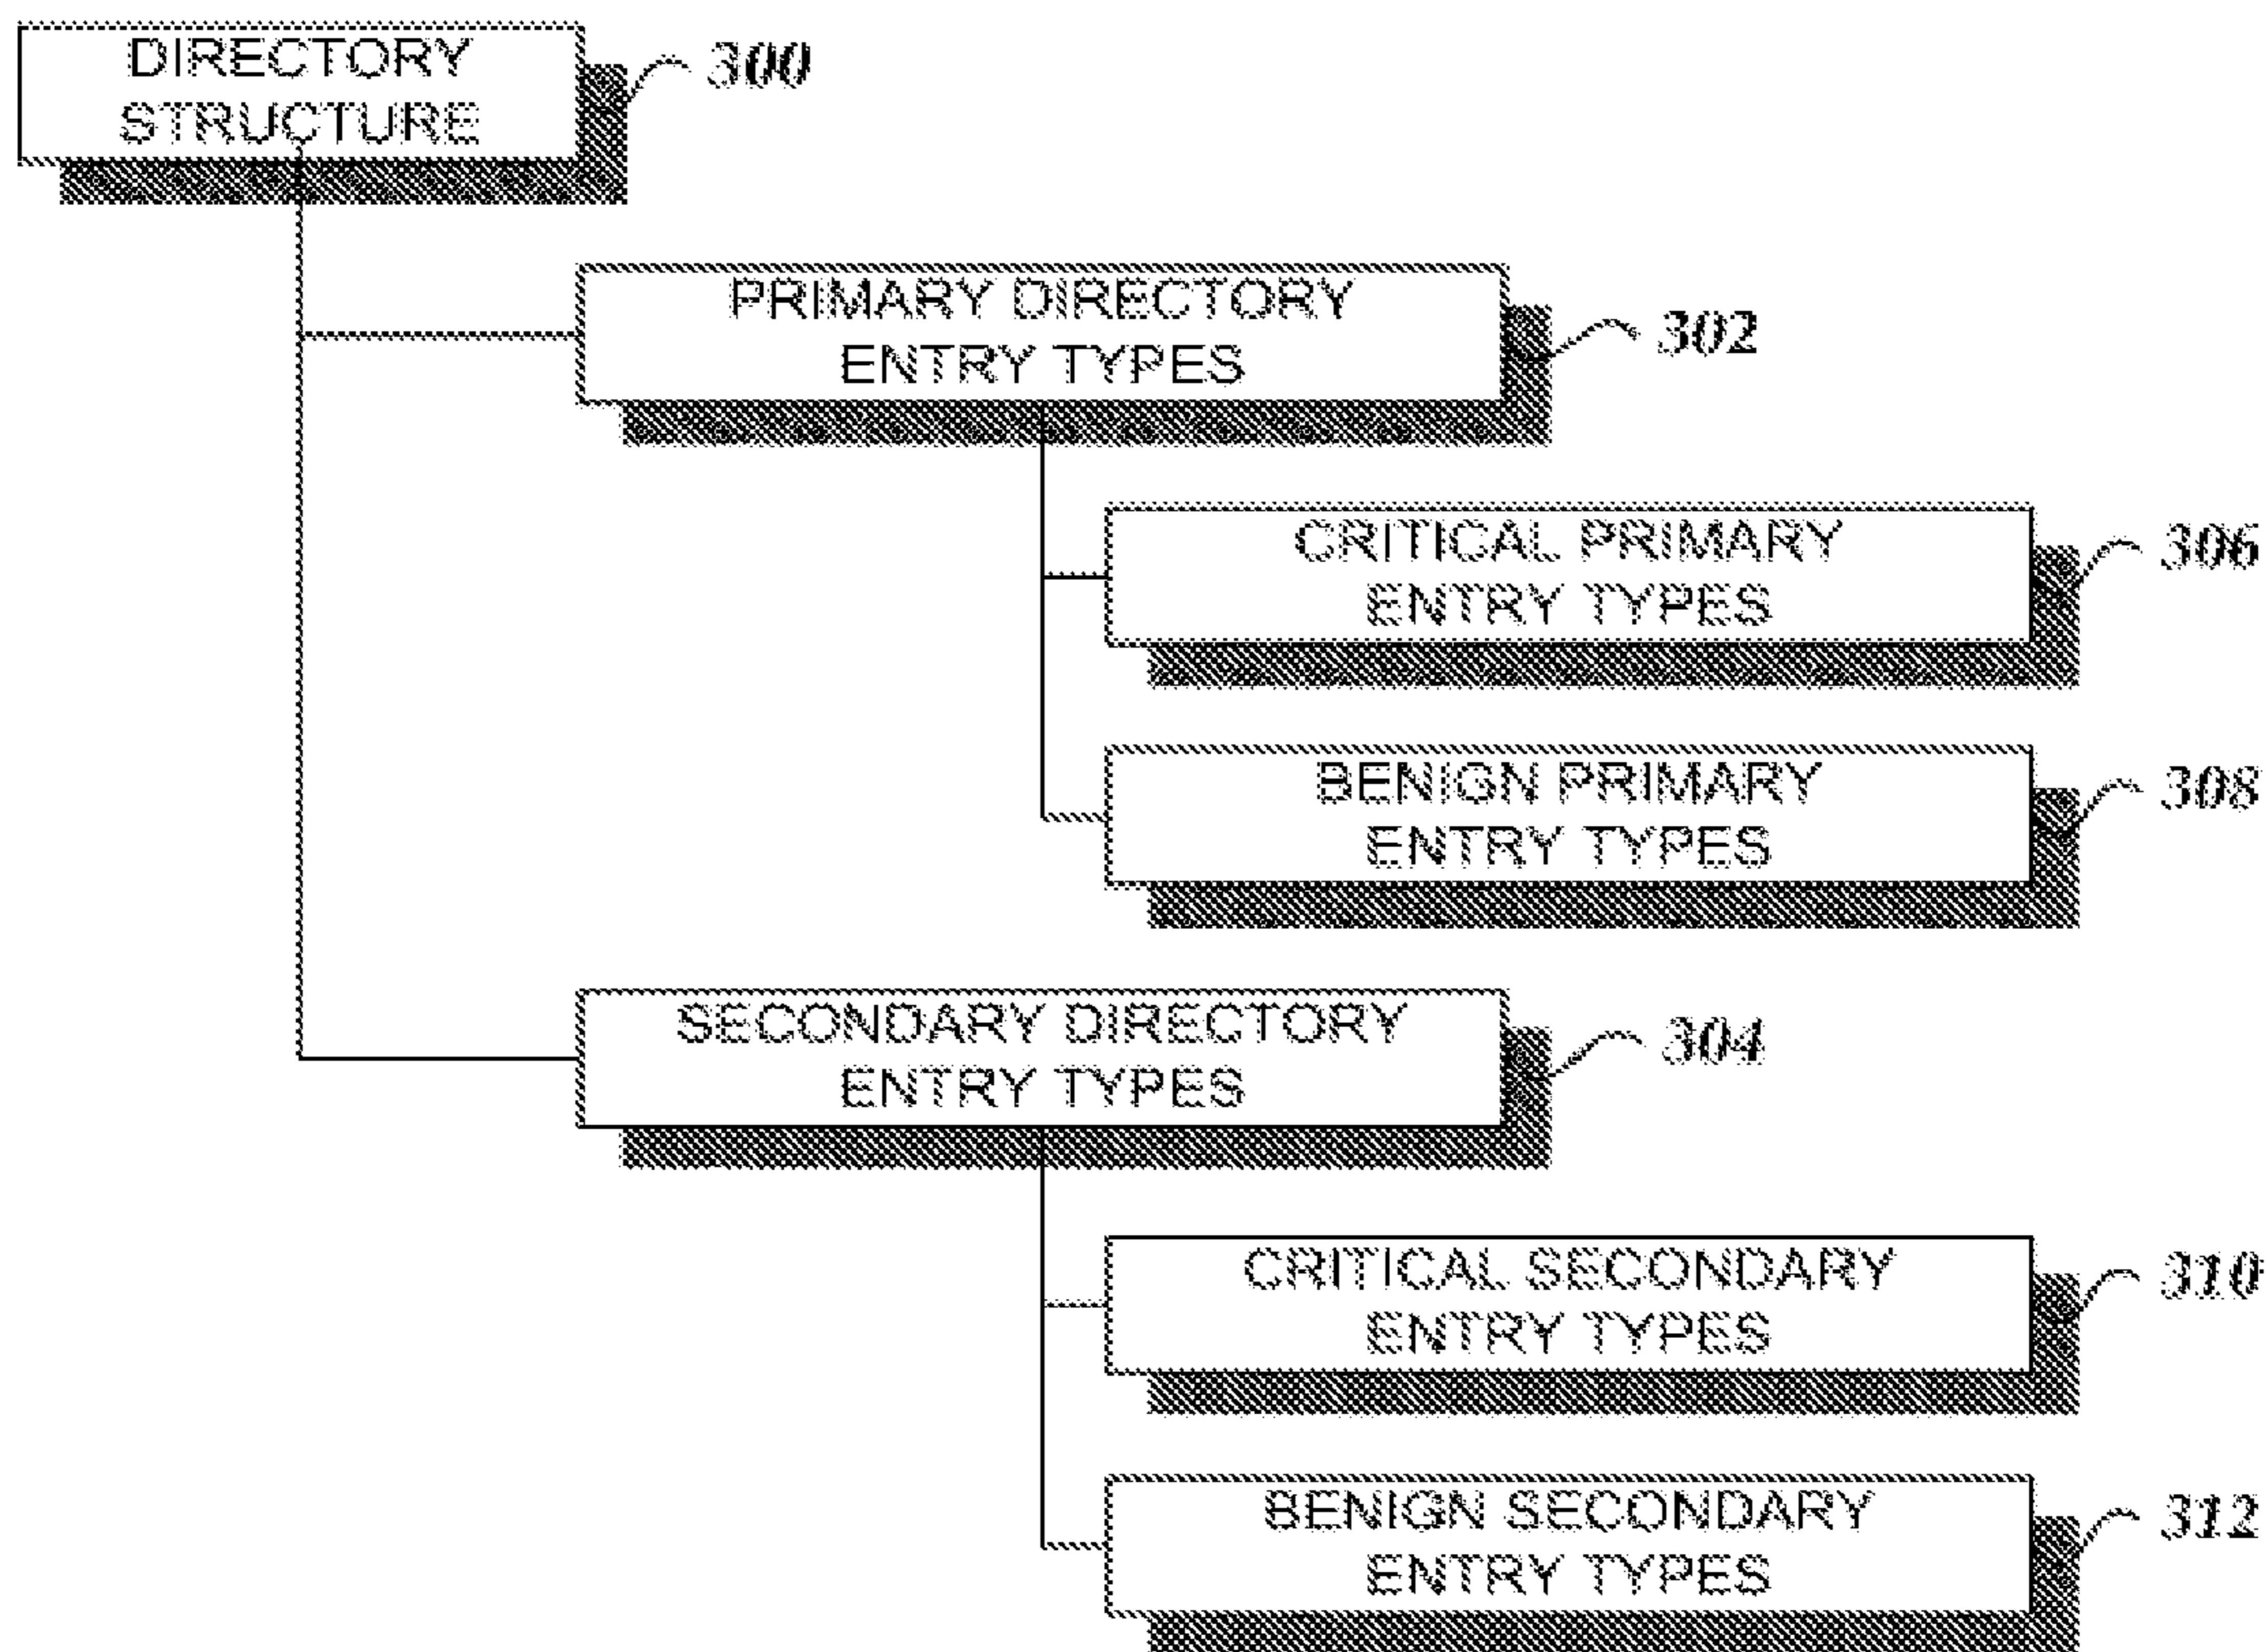 DIRECTORY
STRUCTURE
300
PRIMARY DIRECTORY
ENTRY TYPES
302
CRITICAL PRIMARY
ENTRY TYPES
306
BENIGN PRIMARY
ENTRY TYPES
308
SECONDARY DIRECTORY
ENTRY TYPES
304
CRITICAL SECONDARY
ENTRY TYPES
310
BENIGN SECONDARY
ENTRY TYPES
312